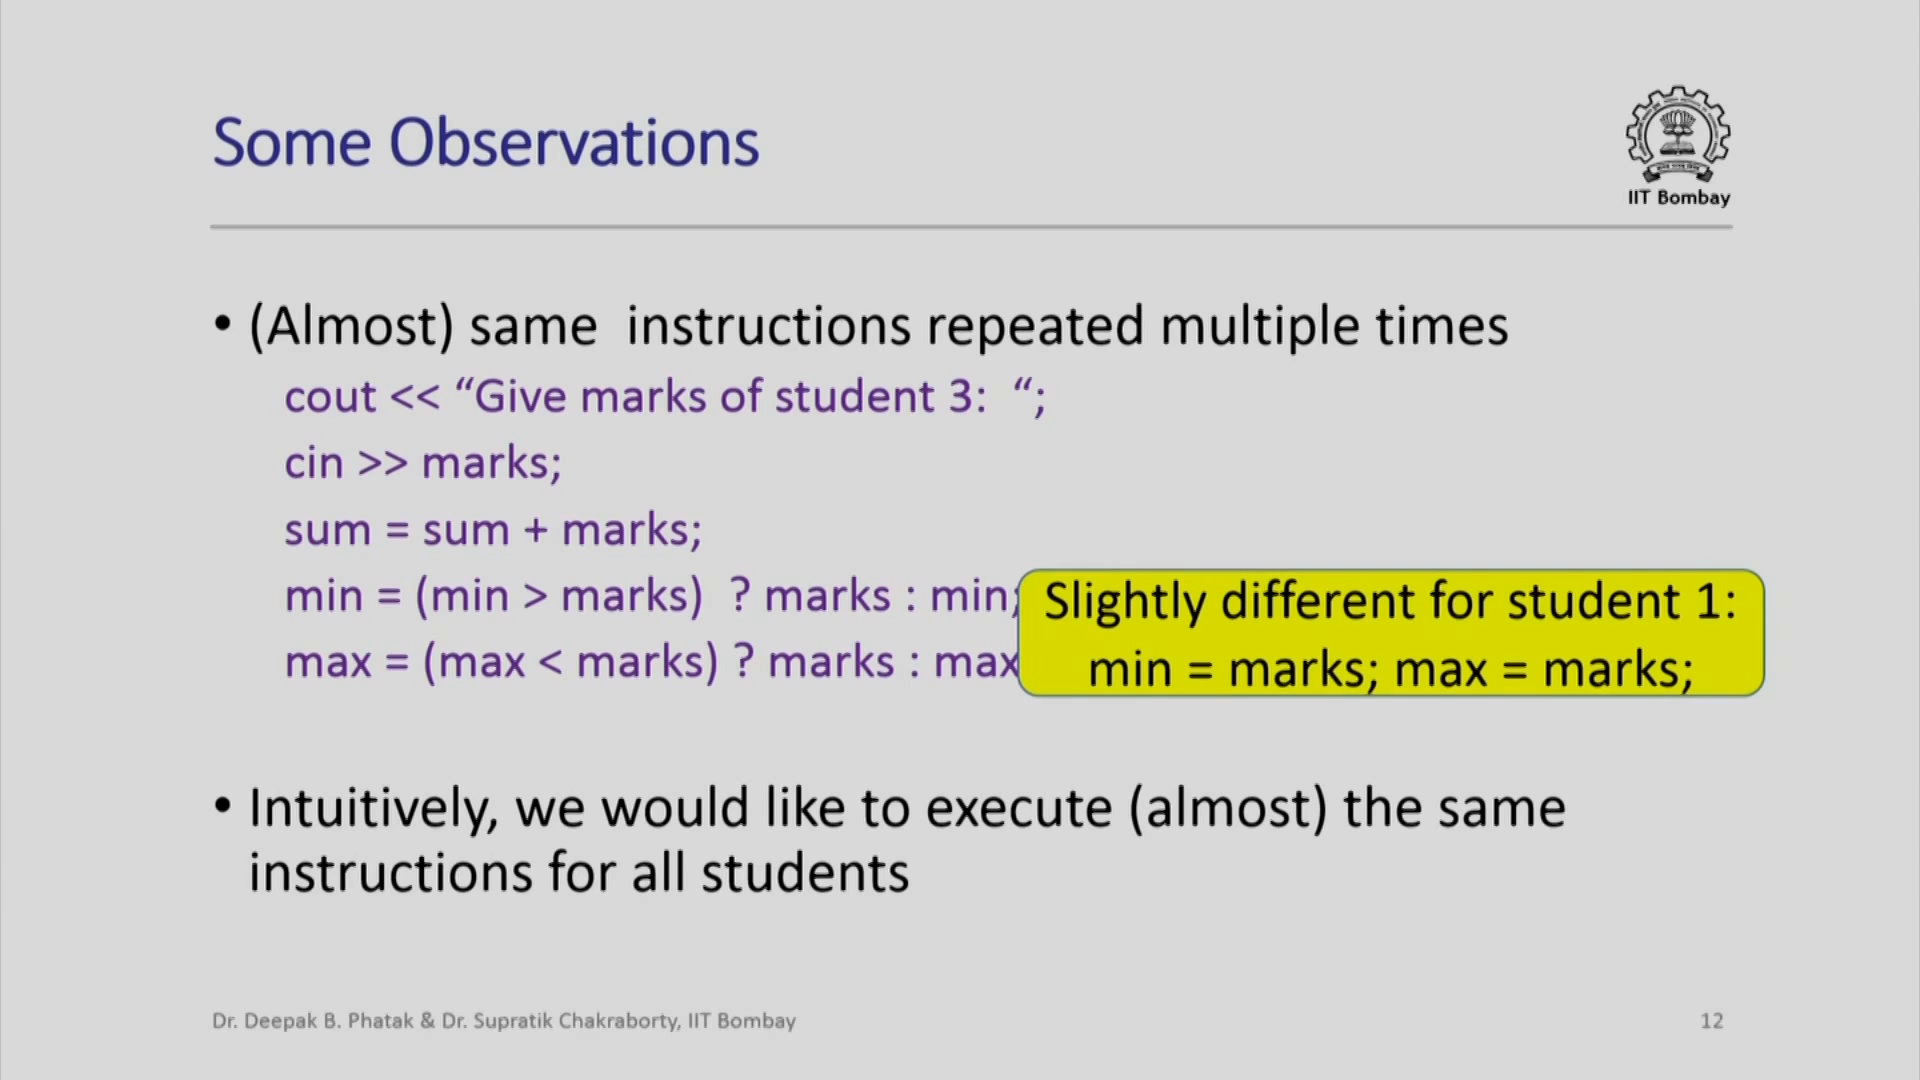 Some Observations
IIT Bombay
• (Almost) same  instructions repeated multiple times
cout << “Give marks of student 3:  “;
cin >> marks;
sum = sum + marks;
min = (min > marks)  ? marks : min;
max = (max < marks) ? marks : max
Slightly different for student 1:
min = marks; max = marks;
• Intuitively, we would like to execute (almost) the same
instructions for all students
Dr. Deepak B. Phatak & Dr. Supratik Chakraborty, IIT Bombay
12